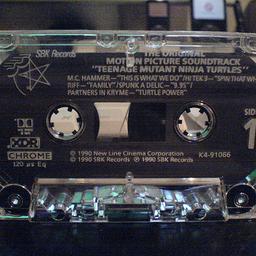 SBK Records
THE ORIGINAL
MOTION PICTURE SOUNDTRACK
"TEENAGE MUTANT NINJA TURTLES"
M.C. HAMMER—"THIS IS WHAT WE DO"/HI TEK 3—"SPIN THAT WH
RIFF—"FAMILY"/SPUNK A DELIC—"9.95"/
PARTNERS IN KRYME—"TURTLE POWER"
SID
1
XDR
CHROME
120 µs Eq
© 1990 New Line Cinema Corporation
© 1990 SBK Records ℗ 1990 SBK Records
K4-91066